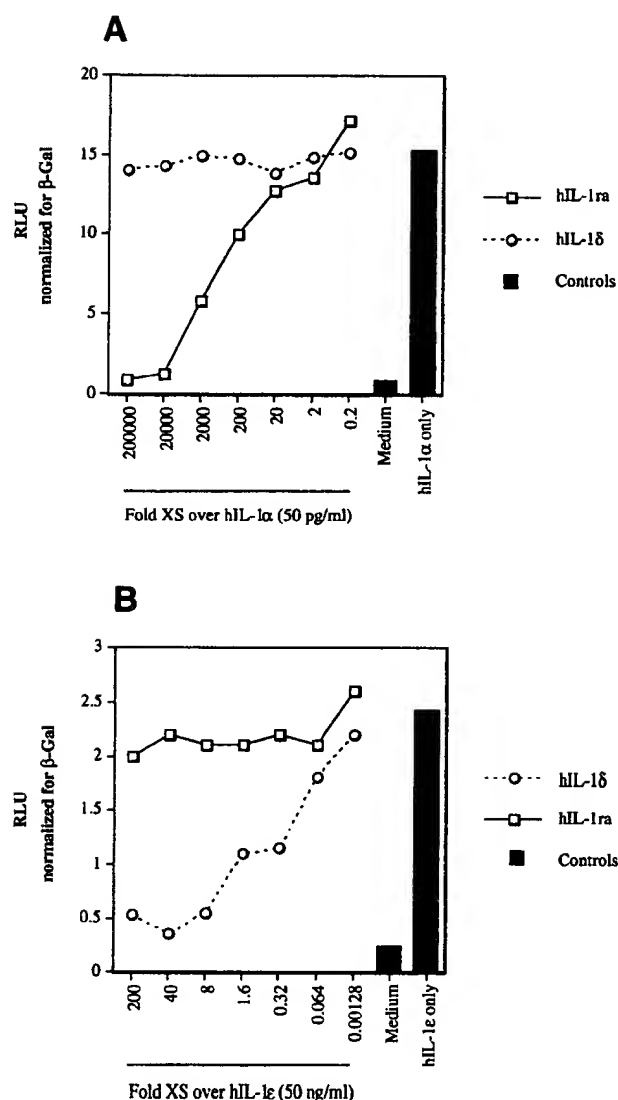 A
20
15
10
5
0
RLU
normalized for β-Gal
200000
20000
2000
200
20
2
0.2
Medium
hIL-1α only
Fold XS over hIL-1α (50 pg/ml)
hIL-1ra
hIL-1δ
Controls
B
3
2.5
2
1.5
1
0.5
0
RLU
normalized for β-Gal
200
40
8
1.6
0.32
0.064
0.00128
Medium
hIL-1ε only
Fold XS over hIL-1ε (50 ng/ml)
hIL-1δ
hIL-1ra
Controls